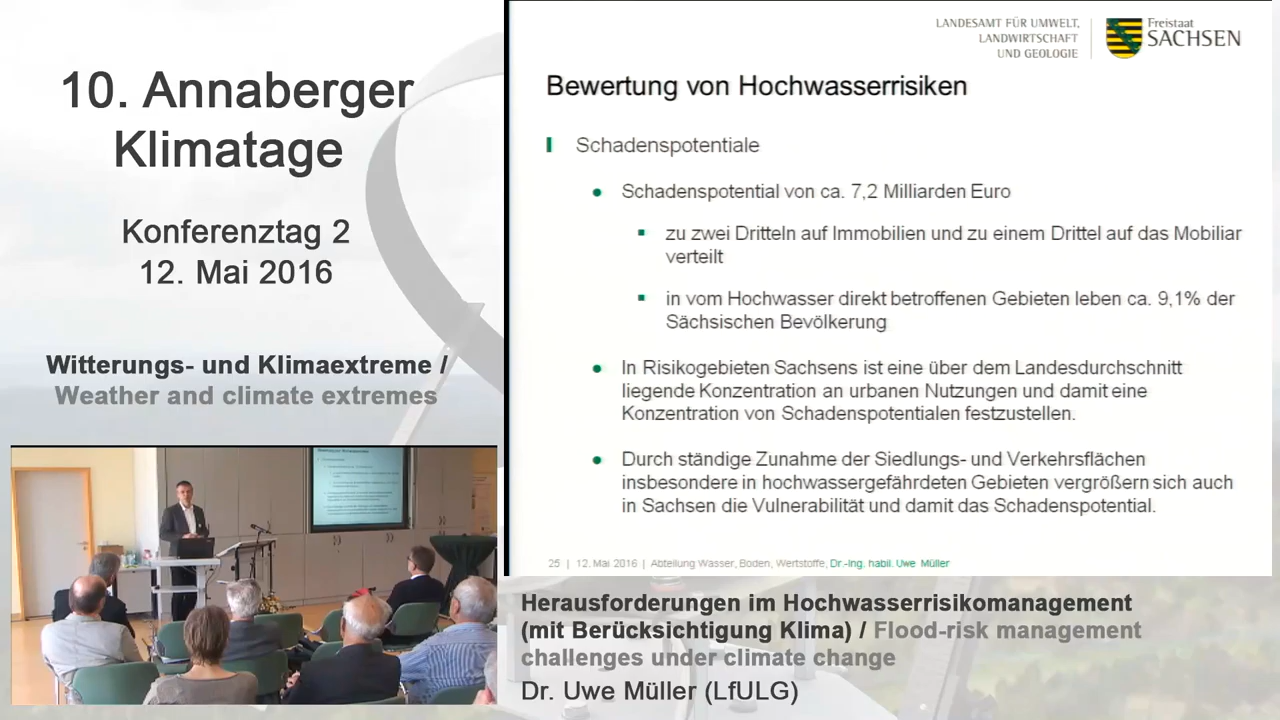 10. Annaberger
Klimatage
Konferenztag 2
12. Mai 2016
Witterungs- und Klimaextreme /
Weather and climate extremes
LANDESAMT FÜR UMWELT,
LANDWIRTSCHAFT
UND GEOLOGIE
Freistaat
SACHSEN
Bewertung von Hochwasserrisiken
Schadenspotentiale
Schadenspotential von ca. 7,2 Milliarden Euro
zu zwei Dritteln auf Immobilien und zu einem Drittel auf das Mobiliar
verteilt
in vom Hochwasser direkt betroffenen Gebieten leben ca. 9,1% der
Sächsischen Bevölkerung
In Risikogebieten Sachsens ist eine über dem Landesdurchschnitt
liegende Konzentration an urbanen Nutzungen und damit eine
Konzentration von Schadenspotentialen festzustellen.
Durch ständige Zunahme der Siedlungs- und Verkehrsflächen
insbesondere in hochwassergefährdeten Gebieten vergrößern sich auch
in Sachsen die Vulnerabilität und damit das Schadenspotential.
25 | 12. Mai 2016 | Abteilung Wasser, Boden, Wertstoffe, Dr.-Ing. habil. Uwe Müller
Herausforderungen im Hochwasserrisikomanagement
(mit Berücksichtigung Klima) / Flood-risk management
challenges under climate change
Dr. Uwe Müller (LfULG)